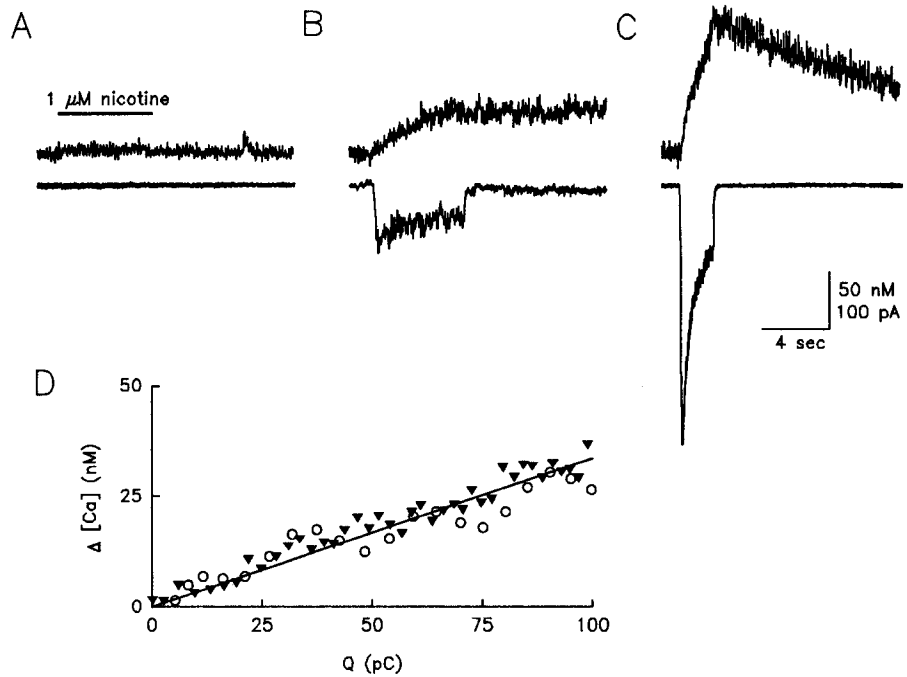 A
B
C
1 μM nicotine
50 nM
100 pA
4 sec
D
50
25
0
Δ [Ca] (nM)
0 25 50 75 100
Q (pC)